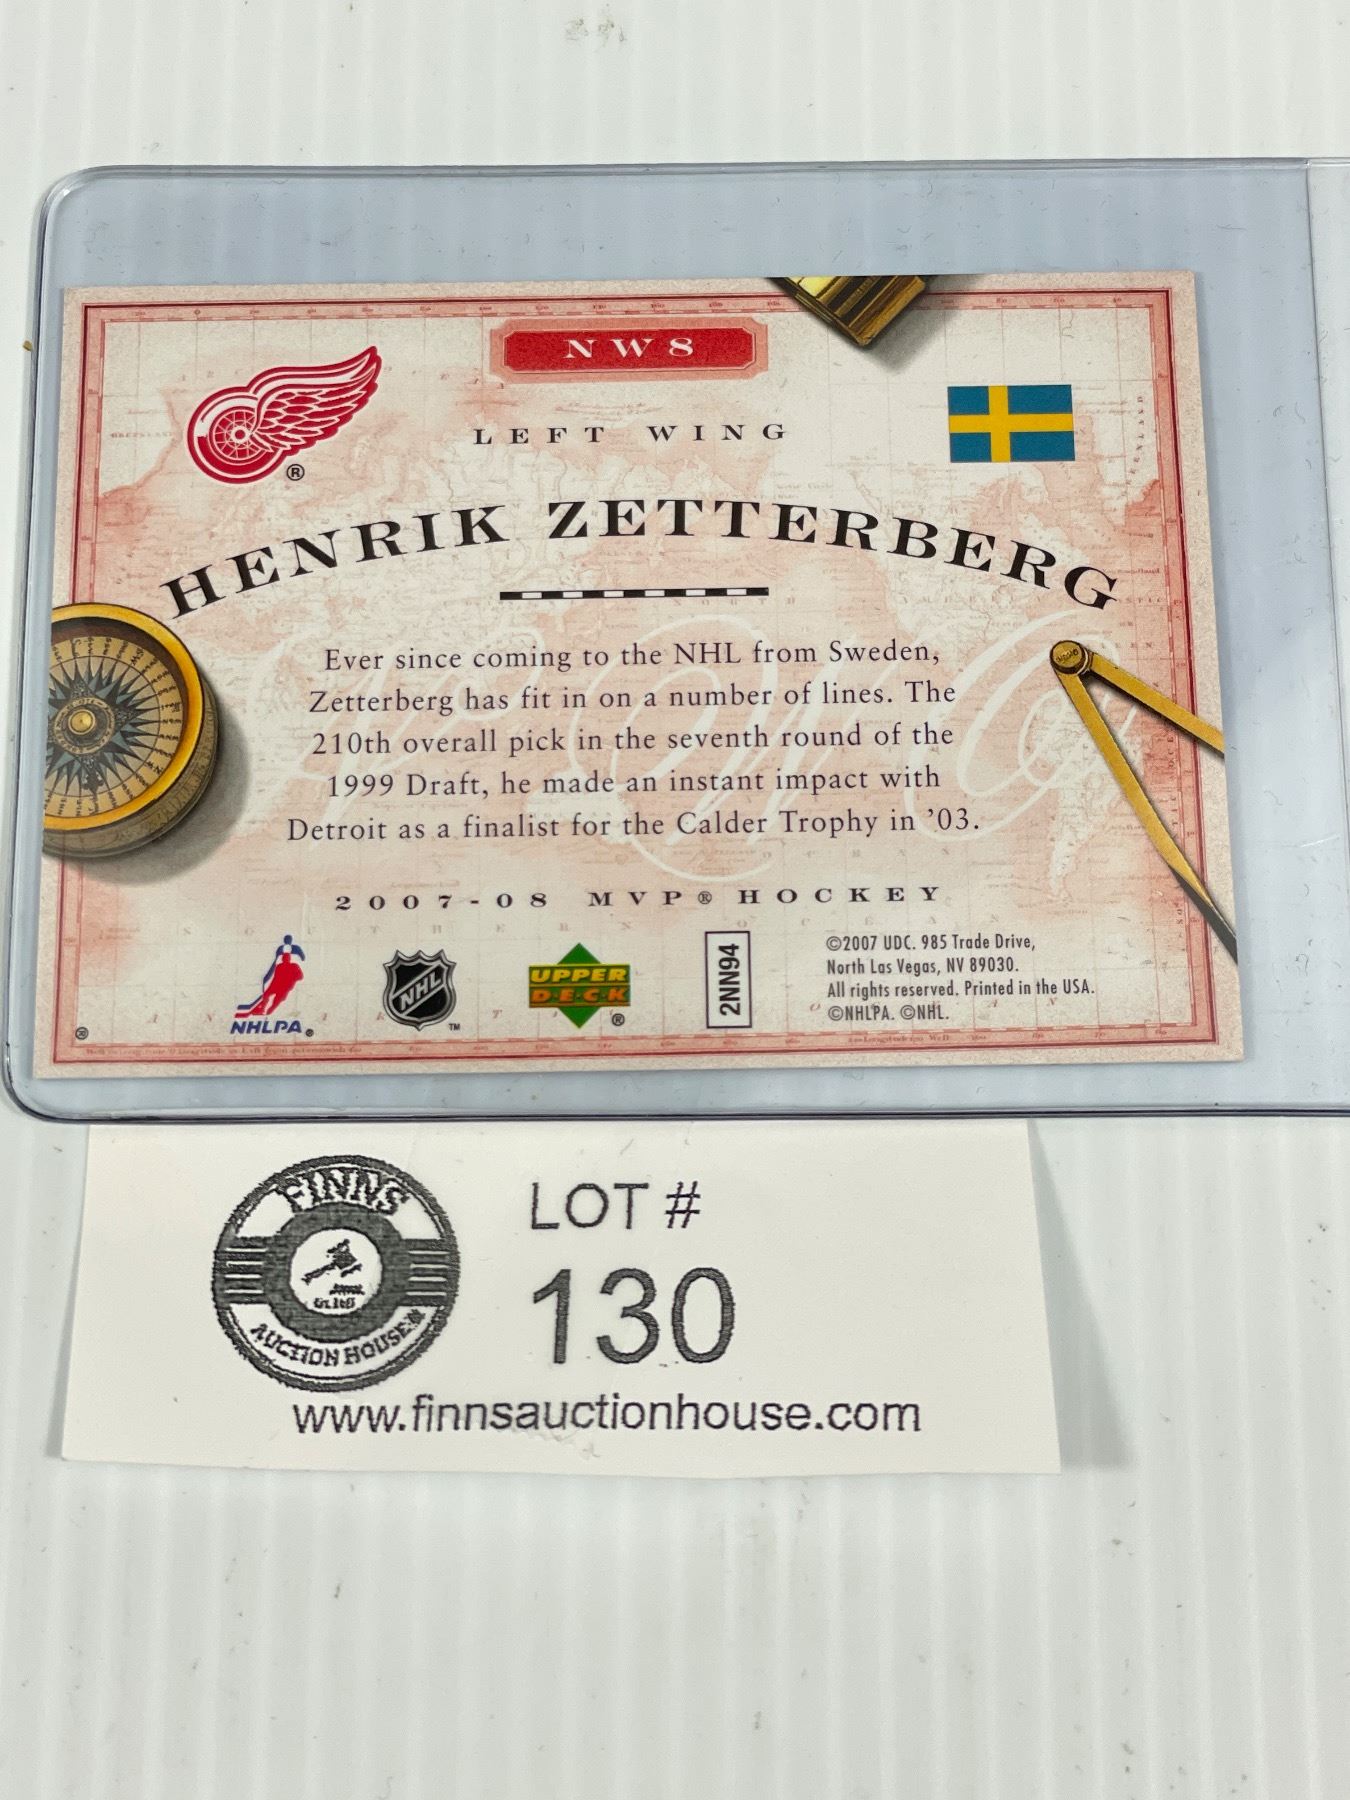 NW8
LEFT WING
®
HENRIK ZETTERBERG
Ever since coming to the NHL from Sweden,
Zetterberg has fit in on a number of lines. The
210th overall pick in the seventh round of the
1999 Draft, he made an instant impact with
Detroit as a finalist for the Calder Trophy in ’03.
2007-08 MVP® HOCKEY
NHLPA®
NHL
TM
UPPER
DECK
®
2NN94
©2007 UDC. 985 Trade Drive,
North Las Vegas, NV 89030.
All rights reserved. Printed in the USA.
©NHLPA. ©NHL.
FINNS
AUCTION HOUSE
LOT #
130
www.finnsauctionhouse.com